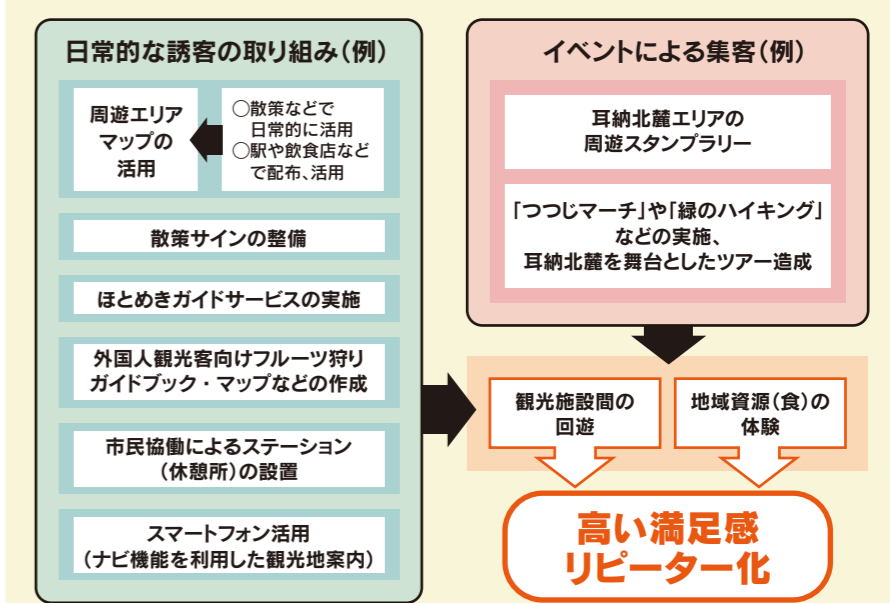 日常的な誘客の取り組み（例）
周遊エリア
マップの
活用
○散策などで
日常的に活用
○駅や飲食店など
で配布、活用
散策サインの整備
ほとめきガイドサービスの実施
外国人観光客向けフルーツ狩り
ガイドブック・マップなどの作成
市民協働によるステーション
（休憩所）の設置
スマートフォン活用
（ナビ機能を利用した観光地案内）
イベントによる集客（例）
耳納北麓エリアの
周遊スタンプラリー
「つつじマーチ」や「緑のハイキング」
などの実施、
耳納北麓を舞台としたツアー造成
観光施設間の
回遊
地域資源（食）の
体験
高い満足感
リピーター化